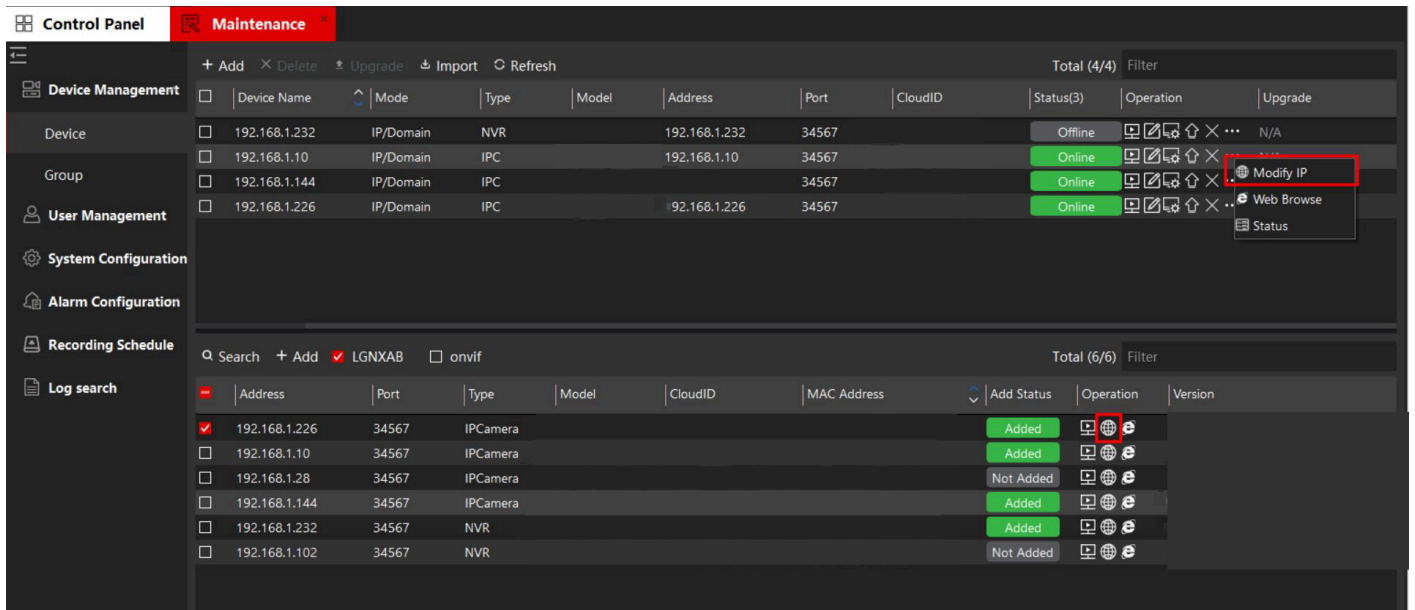 Control Panel Maintenance ×
+ Add × Delete Upgrade Import Refresh Total (4/4) Filter
Device Management
Device Name Mode Type Model Address Port CloudID Status(3) Operation Upgrade
Device
192.168.1.232 IP/Domain NVR 192.168.1.232 34567 Offline ··· N/A
192.168.1.10 IP/Domain IPC 192.168.1.10 34567 Online
Group
Modify IP
192.168.1.144 IP/Domain IPC 34567 Online
User Management
Web Browse
192.168.1.226 IP/Domain IPC 92.168.1.226 34567 Online
Status
System Configuration
Alarm Configuration
Recording Schedule
Search + Add LGNXAB onvif Total (6/6) Filter
Log search
Address Port Type Model CloudID MAC Address Add Status Operation Version
192.168.1.226 34567 IPCamera Added
192.168.1.10 34567 IPCamera Added
192.168.1.28 34567 IPCamera Not Added
192.168.1.144 34567 IPCamera Added
192.168.1.232 34567 NVR Added
192.168.1.102 34567 NVR Not Added